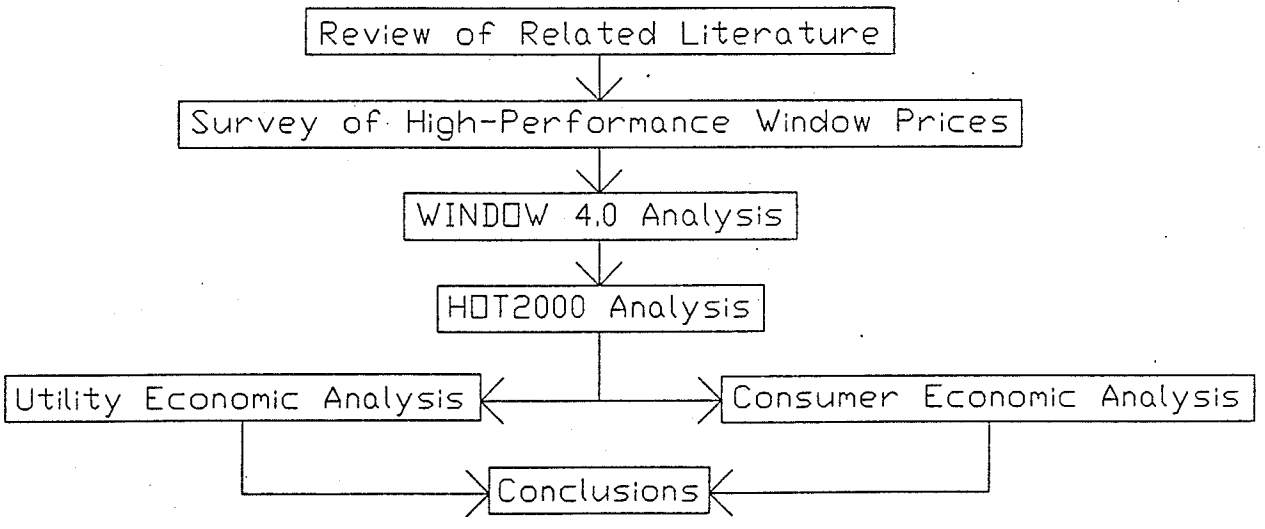 Review of Related Literature
Survey of High-Performance Window Prices
WINDOW 4.0 Analysis
HOT2000 Analysis
Utility Economic Analysis
Consumer Economic Analysis
Conclusions